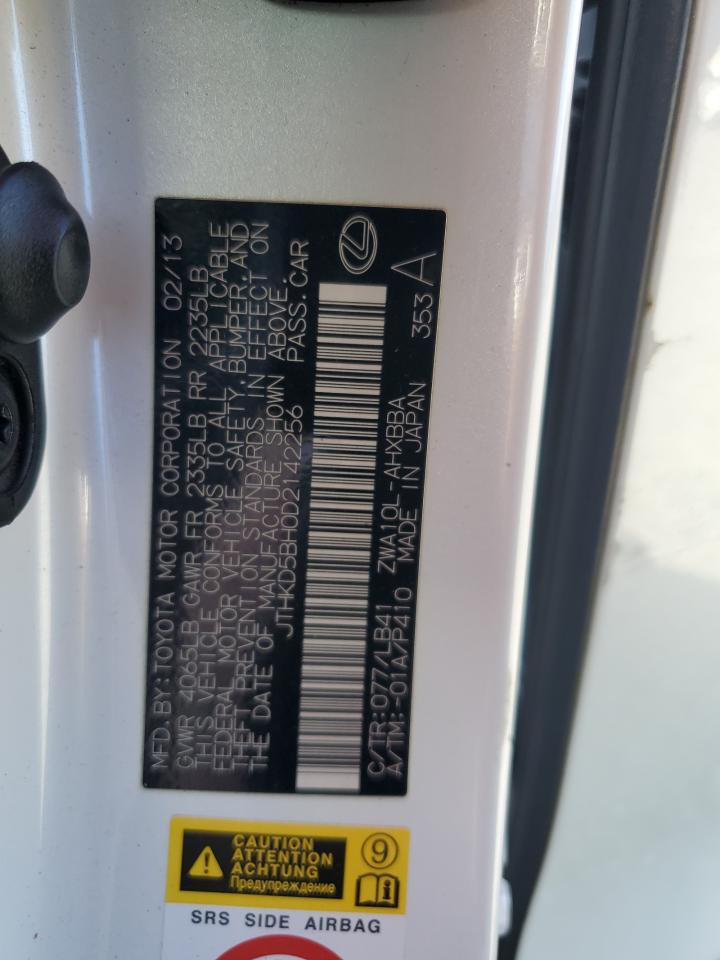 MFD. BY: TOYOTA MOTOR CORPORATION 02/13
GVWR 4065LB GAWR FR 2335LB RR 2235LB
THIS VEHICLE CONFORMS TO ALL APPLICABLE
FEDERAL MOTOR VEHICLE SAFETY, BUMPER, AND
THEFT PREVENTION STANDARDS IN EFFECT ON
THE DATE OF MANUFACTURE SHOWN ABOVE.
JTHKD5BH0D2142256 PASS. CAR
C/TR: 077/LB41 ZWA10L-AHXBBA 353
A/TM: -01A/P410 MADE IN JAPAN A
CAUTION
ATTENTION
ACHTUNG
Предупреждение
9
SRS SIDE AIRBAG